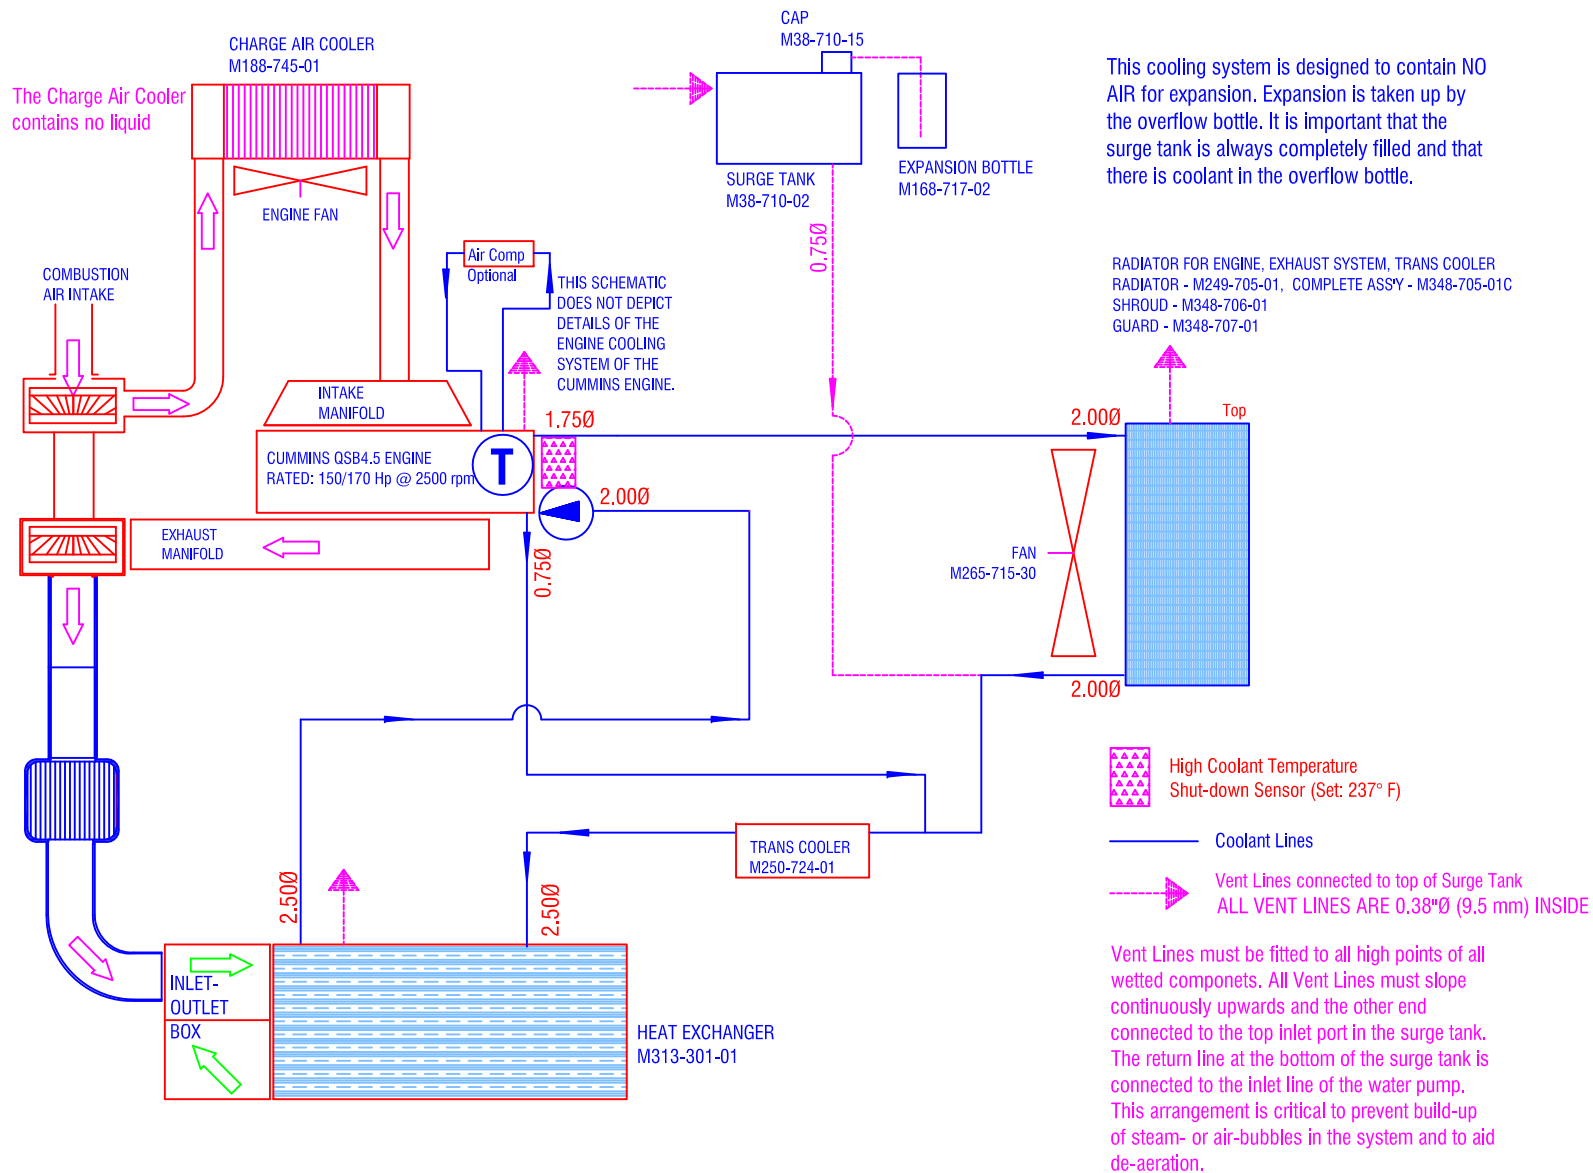 CAP
M38-710-15
CHARGE AIR COOLER
M188-745-01
The Charge Air Cooler
contains no liquid
ENGINE FAN
SURGE TANK
M38-710-02
EXPANSION BOTTLE
M168-717-02
This cooling system is designed to contain NO
AIR for expansion. Expansion is taken up by
the overflow bottle. It is important that the
surge tank is always completely filled and that
there is coolant in the overflow bottle.
0.75Ø
COMBUSTION
AIR INTAKE
Air Comp
Optional
THIS SCHEMATIC
DOES NOT DEPICT
DETAILS OF THE
ENGINE COOLING
SYSTEM OF THE
CUMMINS ENGINE.
RADIATOR FOR ENGINE, EXHAUST SYSTEM, TRANS COOLER
RADIATOR - M249-705-01, COMPLETE ASS'Y - M348-705-01C
SHROUD - M348-706-01
GUARD - M348-707-01
INTAKE
MANIFOLD
1.75Ø
2.00Ø
Top
CUMMINS QSB4.5 ENGINE
RATED: 150/170 Hp @ 2500 rpm
T
2.00Ø
EXHAUST
MANIFOLD
0.75Ø
FAN
M265-715-30
2.00Ø
High Coolant Temperature
Shut-down Sensor (Set: 237° F)
TRANS COOLER
M250-724-01
Coolant Lines
2.50Ø
2.50Ø
Vent Lines connected to top of Surge Tank
ALL VENT LINES ARE 0.38"Ø (9.5 mm) INSIDE
INLET-
OUTLET
BOX
HEAT EXCHANGER
M313-301-01
Vent Lines must be fitted to all high points of all
wetted componets. All Vent Lines must slope
continuously upwards and the other end
connected to the top inlet port in the surge tank.
The return line at the bottom of the surge tank is
connected to the inlet line of the water pump.
This arrangement is critical to prevent build-up
of steam- or air-bubbles in the system and to aid
de-aeration.